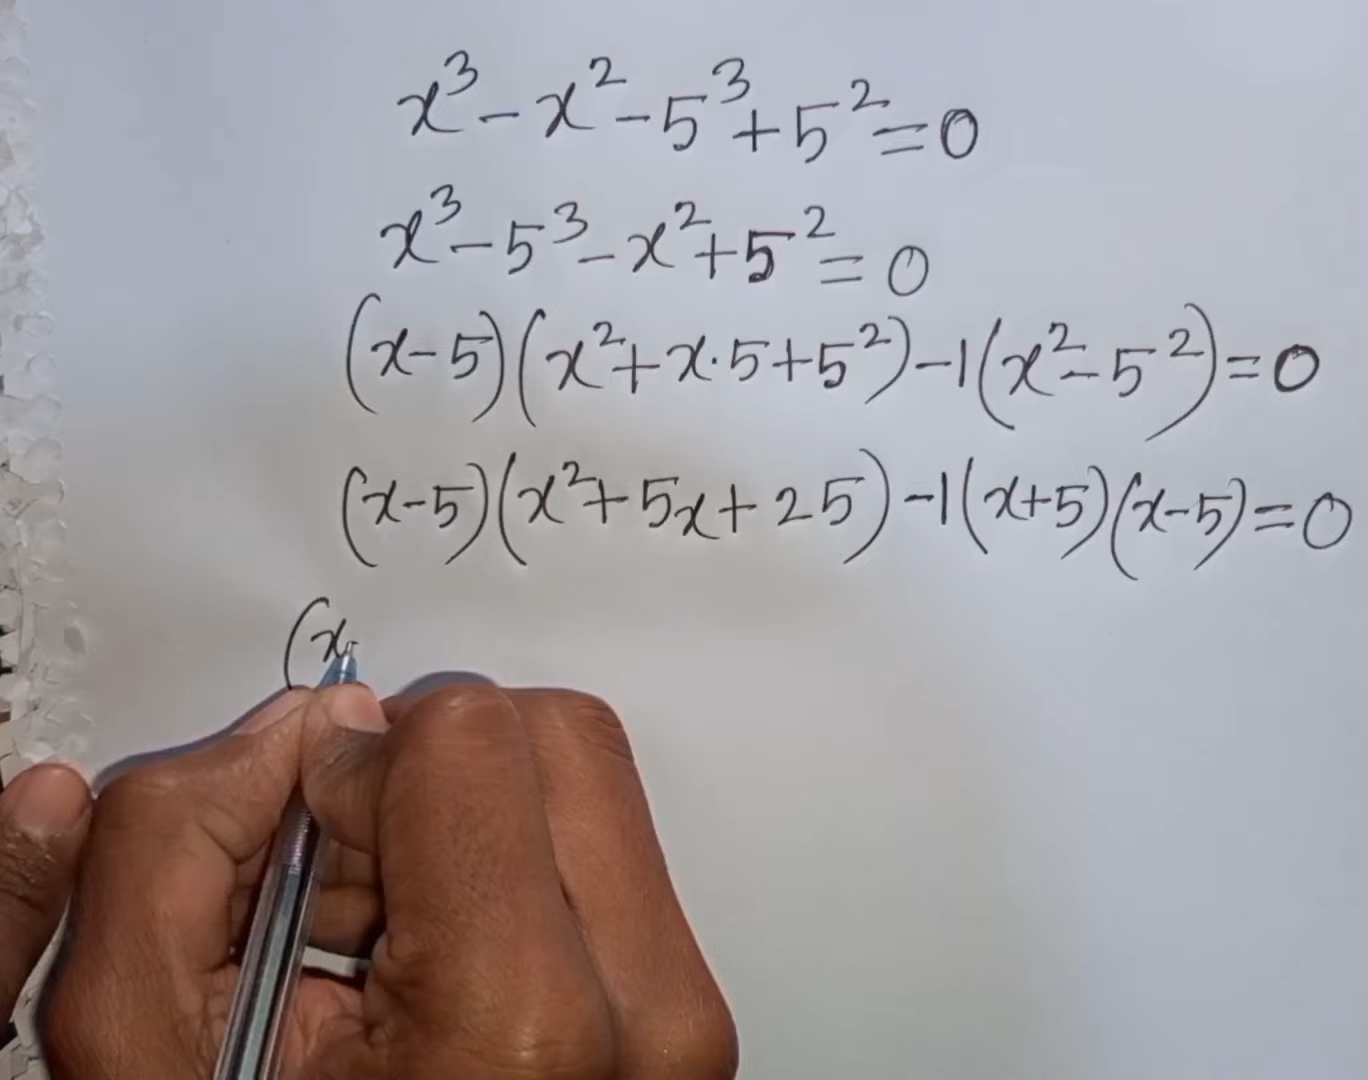 x³-x²-5³+5²=0
x³-5³-x²+5²=0
(x-5)(x²+x·5+5²)-1(x²-5²)=0
(x-5)(x²+5x+25)-1(x+5)(x-5)=0
(x